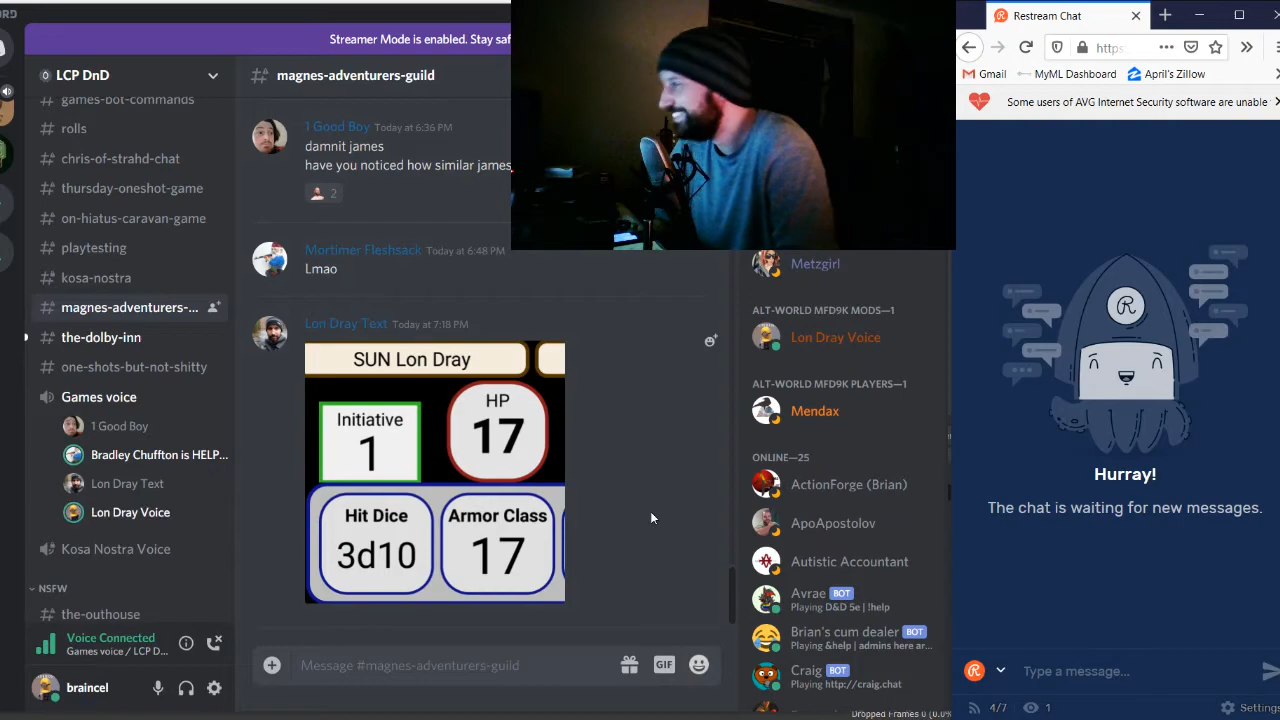 ORD
Streamer Mode is enabled. Stay saf
LCP DnD
games-bot-commands
rolls
chris-of-strahd-chat
thursday-oneshot-game
on-hiatus-caravan-game
playtesting
kosa-nostra
magnes-adventurers-...
the-dolby-inn
one-shots-but-not-shitty
Games voice
1 Good Boy
Bradley Chuffton is HELP...
Lon Dray Text
Lon Dray Voice
Kosa Nostra Voice
NSFW
the-outhouse
Voice Connected
Games voice / LCP D...
braincel
# magnes-adventurers-guild
1 Good Boy Today at 6:36 PM
damnit james
have you noticed how similar james
2
Mortimer Fleshsack Today at 6:48 PM
Lmao
Lon Dray Text Today at 7:18 PM
SUN Lon Dray
Initiative
1
HP
17
Hit Dice
3d10
Armor Class
17
Message #magnes-adventurers-guild
GIF
Metzgirl
ALT-WORLD MFD9K MODS—1
Lon Dray Voice
ALT-WORLD MFD9K PLAYERS—1
Mendax
ONLINE—25
ActionForge (Brian)
ApoApostolov
Autistic Accountant
Avrae BOT
Playing D&D 5e | !help
Brian's cum dealer BOT
Playing &help | admins here ar...
Craig BOT
Playing http://craig.chat
Dropped Frames 0 (0.0%
Restream Chat
https
Gmail
MyML Dashboard
April's Zillow
Some users of AVG Internet Security software are unable
Hurray!
The chat is waiting for new messages.
Type a message...
4/7
1
Settings